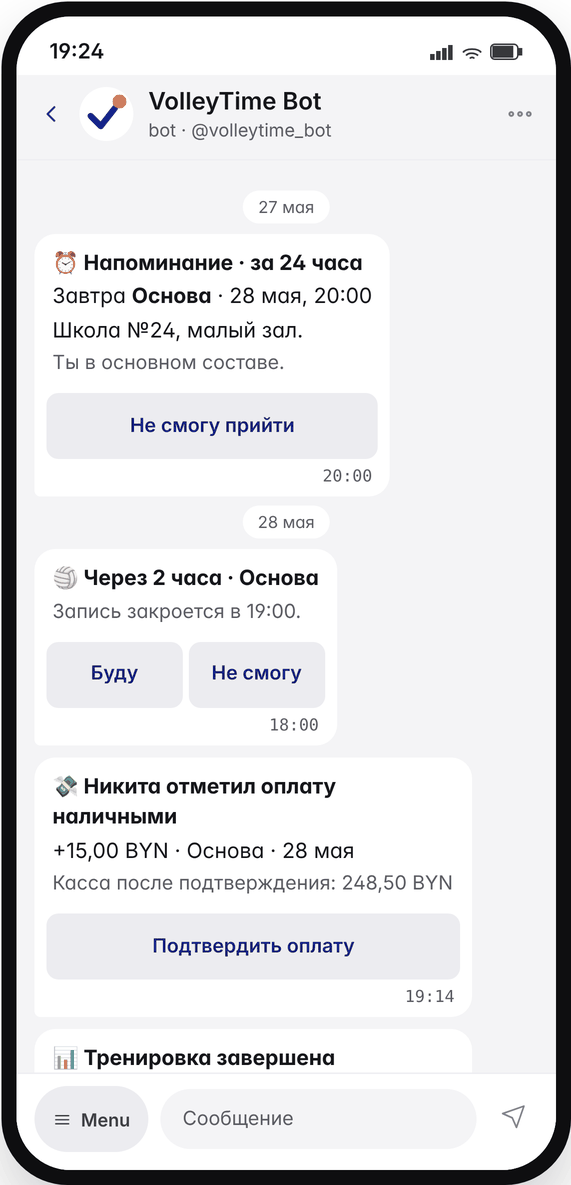 19:24
VolleyTime Bot
bot · @volleytime_bot
27 мая
⏰ Напоминание · за 24 часа
Завтра Основа · 28 мая, 20:00
Школа №24, малый зал.
Ты в основном составе.
Не смогу прийти
20:00
28 мая
🏐 Через 2 часа · Основа
Запись закроется в 19:00.
Буду Не смогу
18:00
💸 Никита отметил оплату
наличными
+15,00 BYN · Основа · 28 мая
Касса после подтверждения: 248,50 BYN
Подтвердить оплату
19:14
📊 Тренировка завершена
Menu Сообщение